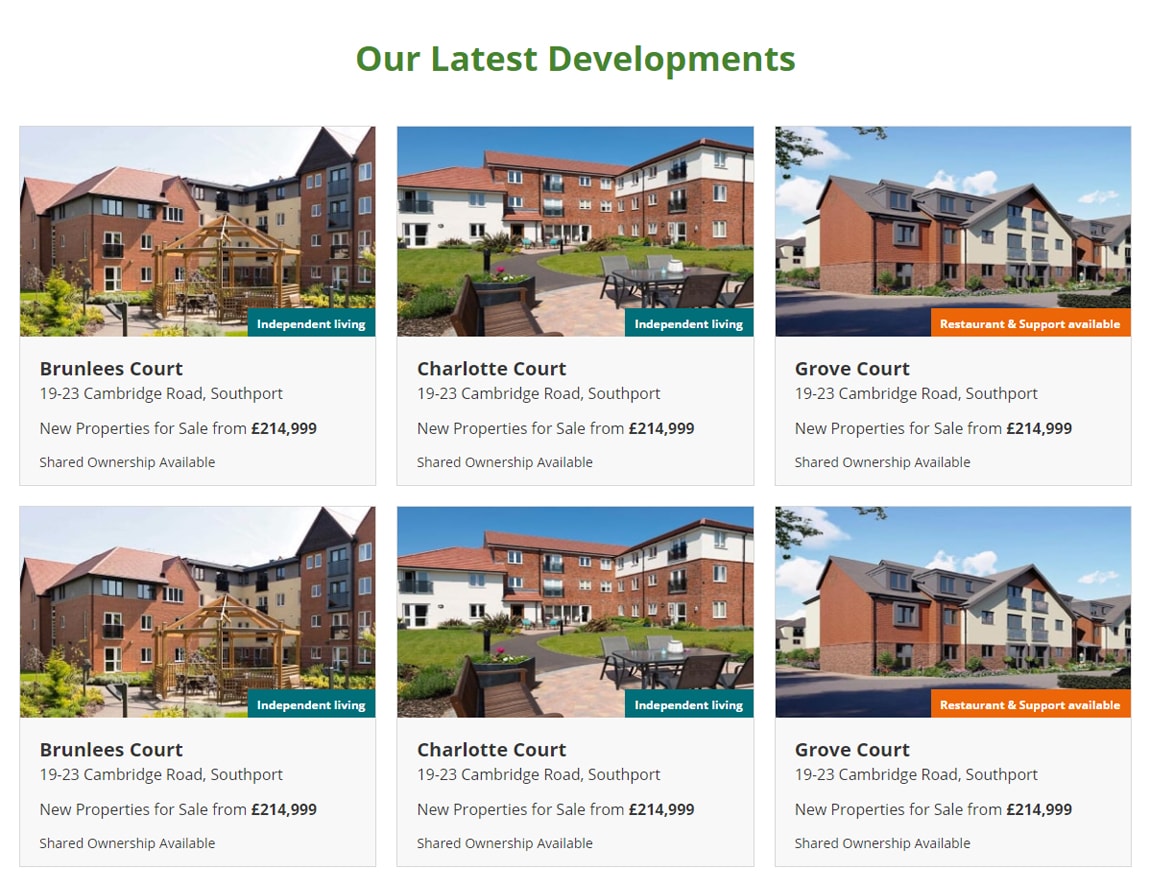 Our Latest Developments
Independent living
Brunlees Court
19-23 Cambridge Road, Southport
New Properties for Sale from £214,999
Shared Ownership Available
Independent living
Charlotte Court
19-23 Cambridge Road, Southport
New Properties for Sale from £214,999
Shared Ownership Available
Restaurant & Support available
Grove Court
19-23 Cambridge Road, Southport
New Properties for Sale from £214,999
Shared Ownership Available
Independent living
Brunlees Court
19-23 Cambridge Road, Southport
New Properties for Sale from £214,999
Shared Ownership Available
Independent living
Charlotte Court
19-23 Cambridge Road, Southport
New Properties for Sale from £214,999
Shared Ownership Available
Restaurant & Support available
Grove Court
19-23 Cambridge Road, Southport
New Properties for Sale from £214,999
Shared Ownership Available